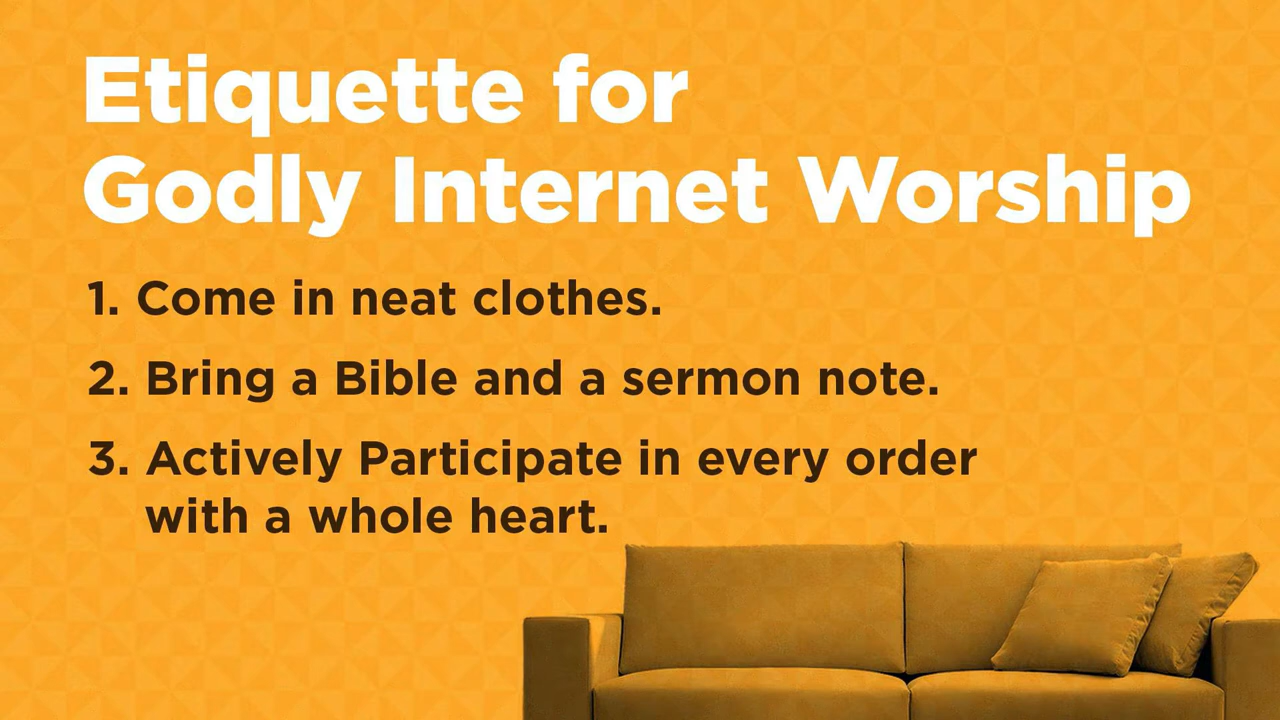 Etiquette for
Godly Internet Worship
1. Come in neat clothes.
2. Bring a Bible and a sermon note.
3. Actively Participate in every order
with a whole heart.